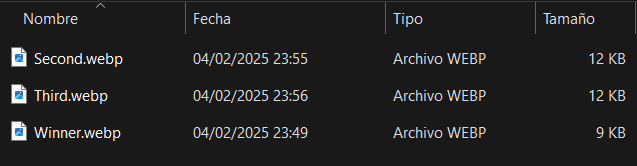 Nombre Fecha Tipo Tamaño
Second.webp 04/02/2025 23:55 Archivo WEBP 12 KB
Third.webp 04/02/2025 23:56 Archivo WEBP 12 KB
Winner.webp 04/02/2025 23:49 Archivo WEBP 9 KB